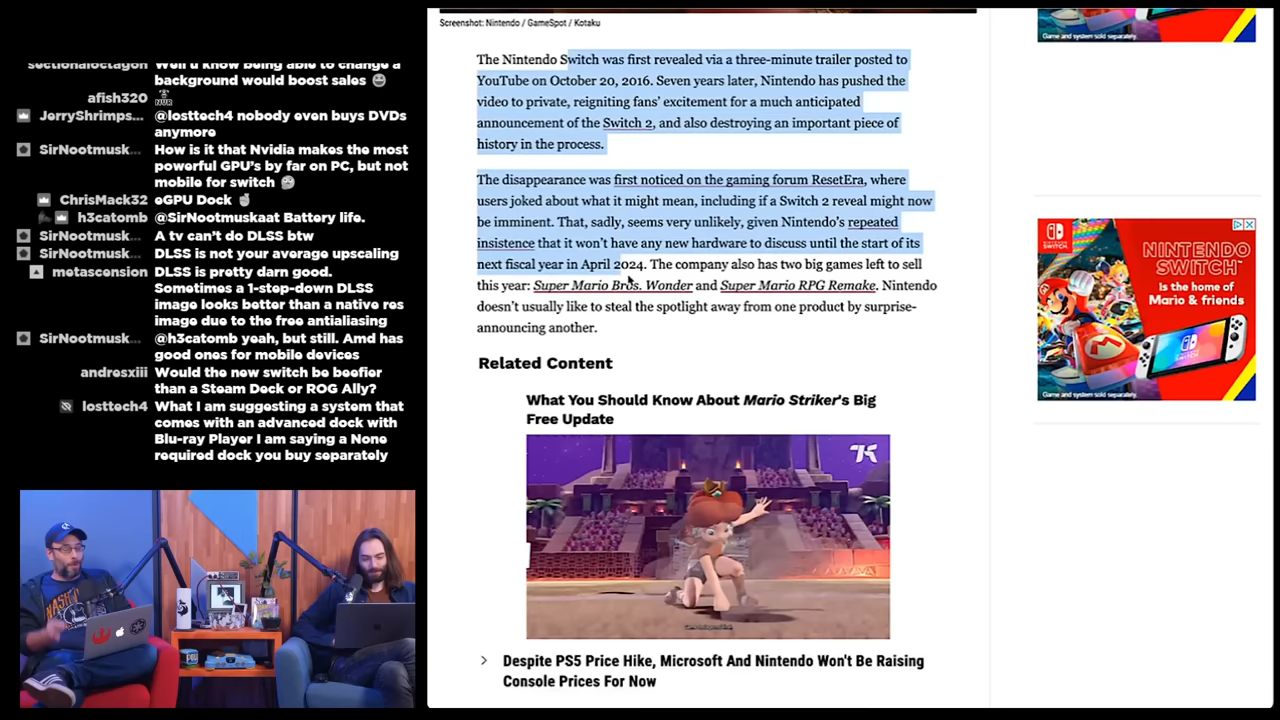 sectionaloctagon Well u know being able to change a
background would boost sales
afish320
JerryShrimps... @losttech4 nobody even buys DVDs
anymore
SirNootmusk... How is it that Nvidia makes the most
powerful GPU's by far on PC, but not
mobile for switch
ChrisMack32 eGPU Dock
h3catomb @SirNootmuskaat Battery life.
SirNootmusk... A tv can't do DLSS btw
SirNootmusk... DLSS is not your average upscaling
metascension DLSS is pretty darn good.
Sometimes a 1-step-down DLSS
image looks better than a native res
image due to the free antialiasing
SirNootmusk... @h3catomb yeah, but still. Amd has
good ones for mobile devices
andresxiii Would the new switch be beefier
than a Steam Deck or ROG Ally?
losttech4 What I am suggesting a system that
comes with an advanced dock with
Blu-ray Player I am saying a None
required dock you buy separately
Screenshot: Nintendo / GameSpot / Kotaku
The Nintendo Switch was first revealed via a three-minute trailer posted to
YouTube on October 20, 2016. Seven years later, Nintendo has pushed the
video to private, reigniting fans' excitement for a much anticipated
announcement of the Switch 2, and also destroying an important piece of
history in the process.
The disappearance was first noticed on the gaming forum ResetEra, where
users joked about what it might mean, including if a Switch 2 reveal might now
be imminent. That, sadly, seems very unlikely, given Nintendo's repeated
insistence that it won't have any new hardware to discuss until the start of its
next fiscal year in April 2024. The company also has two big games left to sell
this year: Super Mario Bros. Wonder and Super Mario RPG Remake. Nintendo
doesn't usually like to steal the spotlight away from one product by surprise-
announcing another.
Related Content
What You Should Know About Mario Striker's Big
Free Update
Despite PS5 Price Hike, Microsoft And Nintendo Won't Be Raising
Console Prices For Now
Game and system sold separately.
NINTENDO
SWITCH.
NINTENDO
SWITCH™
Is the home of
Mario & friends
Game and system sold separately.